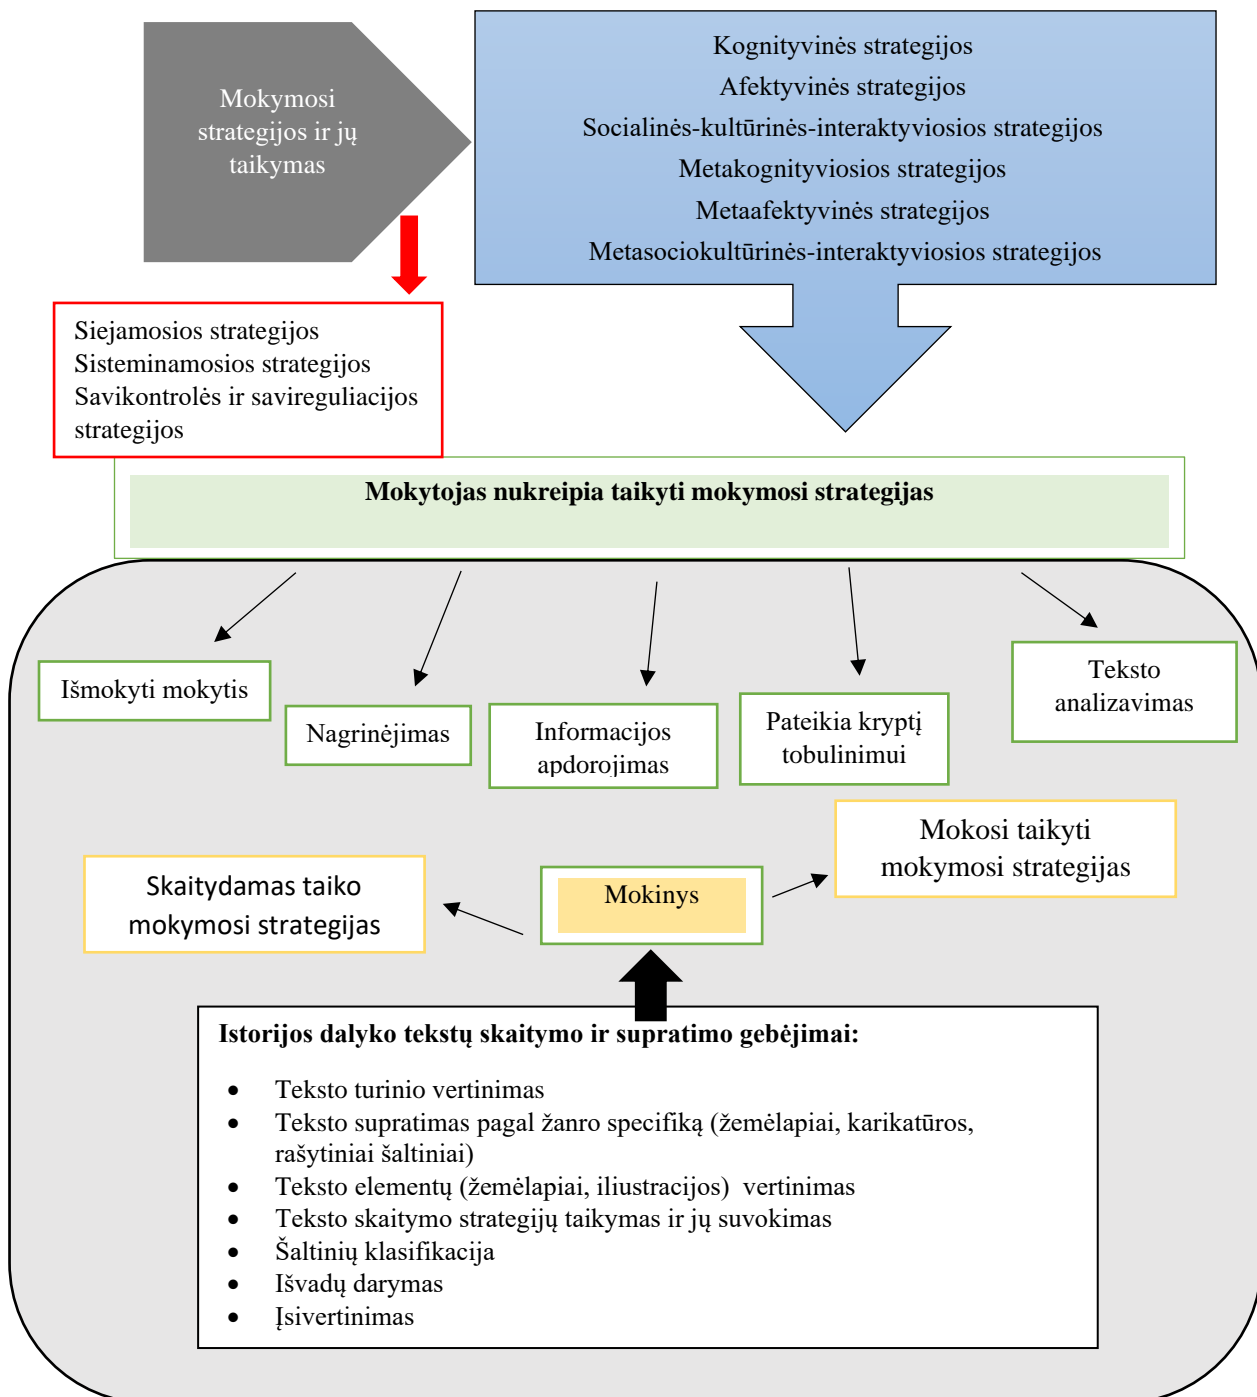 Mokymosi
strategijos ir jų
taikymas
Kognityvinės strategijos
Afektyvinės strategijos
Socialinės-kultūrinės-interaktyviosios strategijos
Metakognityviosios strategijos
Metaafektyvinės strategijos
Metasociokultūrinės-interaktyviosios strategijos
Siejamosios strategijos
Sisteminamosios strategijos
Savikontrolės ir savireguliacijos
strategijos
Mokytojas nukreipia taikyti mokymosi strategijas
Išmokyti mokytis
Nagrinėjimas
Informacijos
apdorojimas
Pateikia kryptį
tobulinimui
Teksto
analizavimas
Skaitydamas taiko
mokymosi strategijas
Mokinys
Mokosi taikyti
mokymosi strategijas
Istorijos dalyko tekstų skaitymo ir supratimo gebėjimai:
• Teksto turinio vertinimas
• Teksto supratimas pagal žanro specifiką (žemėlapiai, karikatūros,
rašytiniai šaltiniai)
• Teksto elementų (žemėlapiai, iliustracijos)  vertinimas
• Teksto skaitymo strategijų taikymas ir jų suvokimas
• Šaltinių klasifikacija
• Išvadų darymas
• Įsivertinimas